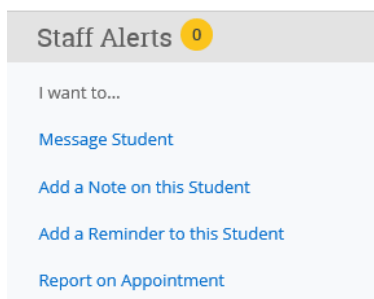 Staff Alerts 0
I want to...
Message Student
Add a Note on this Student
Add a Reminder to this Student
Report on Appointment